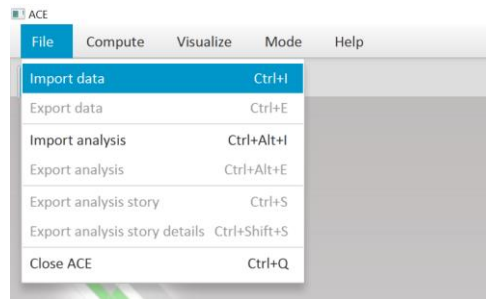 ACE
File Compute Visualize Mode Help
Import data Ctrl+I
Export data Ctrl+E
Import analysis Ctrl+Alt+I
Export analysis Ctrl+Alt+E
Export analysis story Ctrl+S
Export analysis story details Ctrl+Shift+S
Close ACE Ctrl+Q